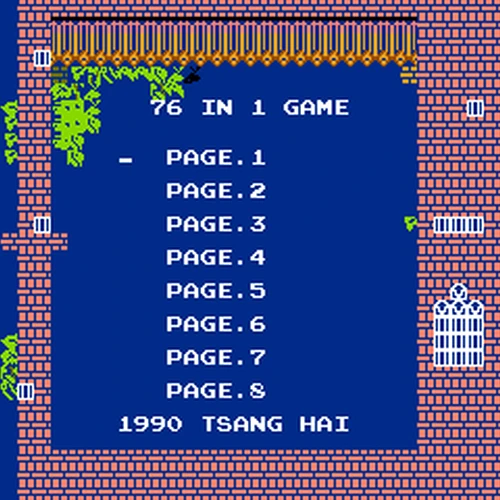 76 IN 1 GAME
– PAGE.1
PAGE.2
PAGE.3
PAGE.4
PAGE.5
PAGE.6
PAGE.7
PAGE.8
1990 TSANG HAI